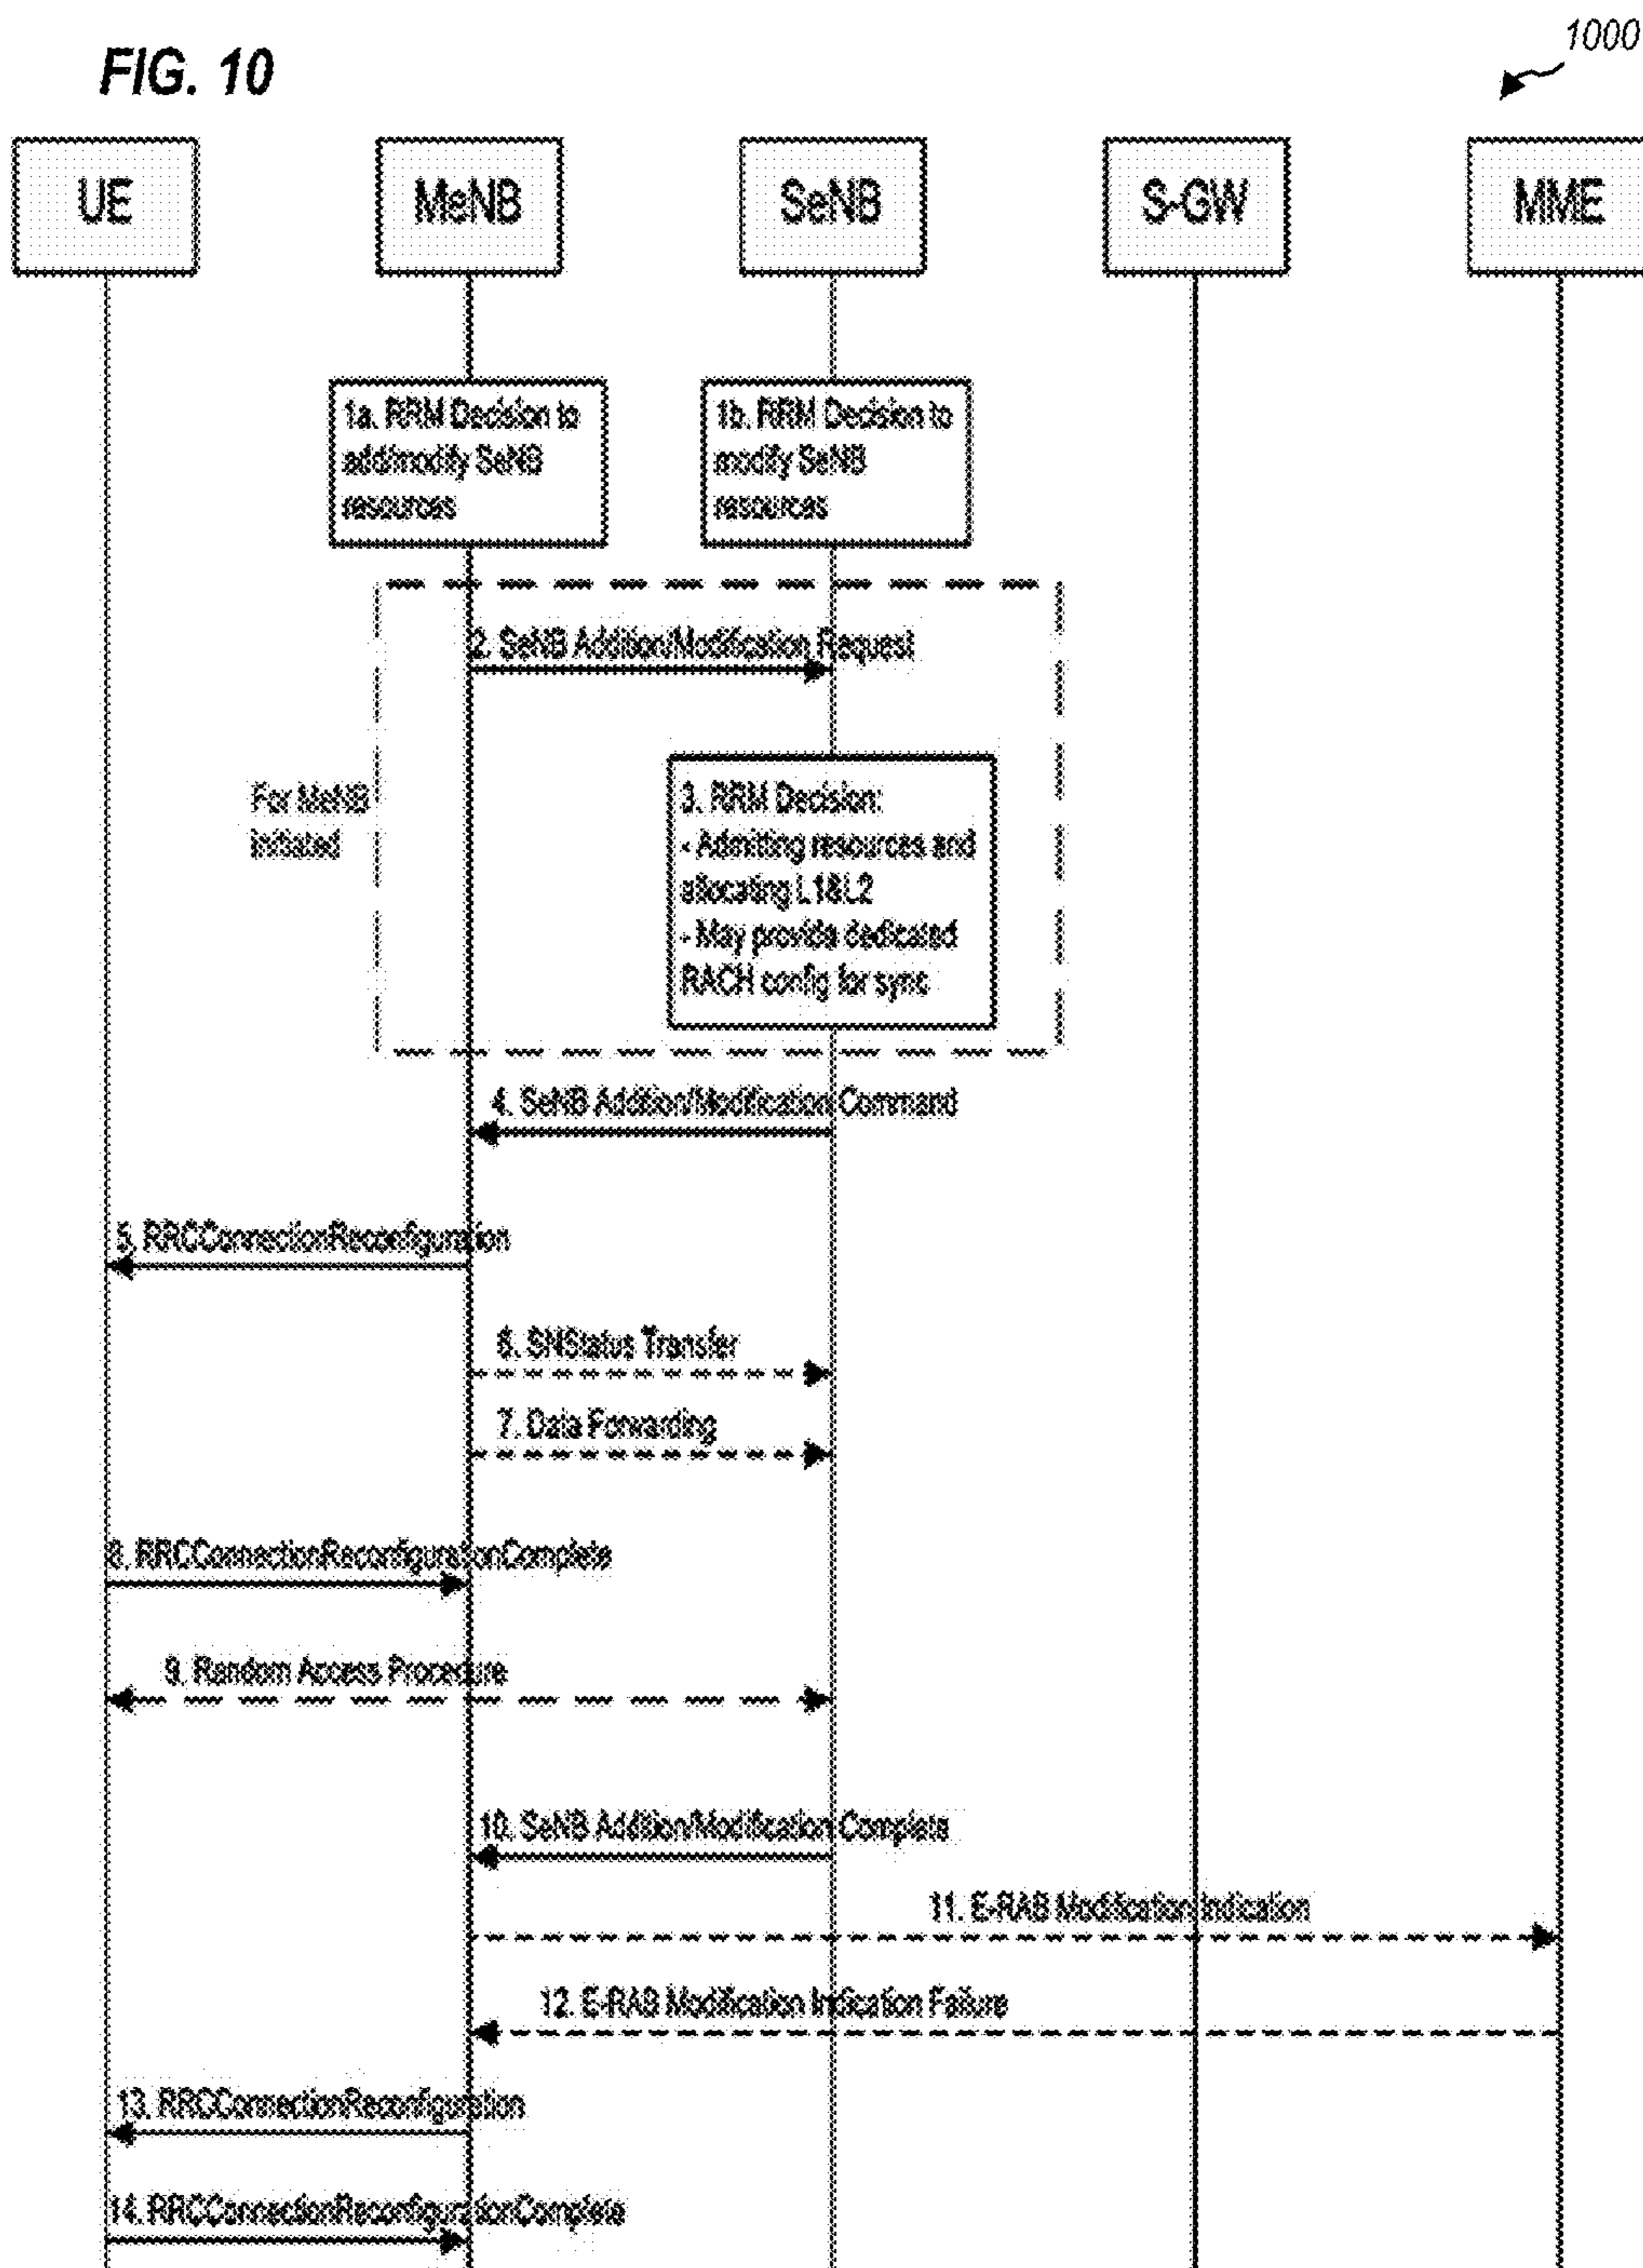 FIG. 10
1000
UE
MeNB
SeNB
S-GW
MME
1a. RRM Decision to
add/modify SeNB
resources
1b. RRM Decision to
modify SeNB
resources
2. SeNB Addition/Modification Request
For MeNB
initiated
3. RRM Decision:
- Admitting resources and
allocating L1&L2
- May provide dedicated
RACH config for sync
4. SeNB Addition/Modification Command
5. RRCConnectionReconfiguration
6. SNStatus Transfer
7. Data Forwarding
8. RRCConnectionReconfigurationComplete
9. Random Access Procedure
10. SeNB Addition/Modification Complete
11. E-RAB Modification Indication
12. E-RAB Modification Indication Failure
13. RRCConnectionReconfiguration
14. RRCConnectionReconfigurationComplete